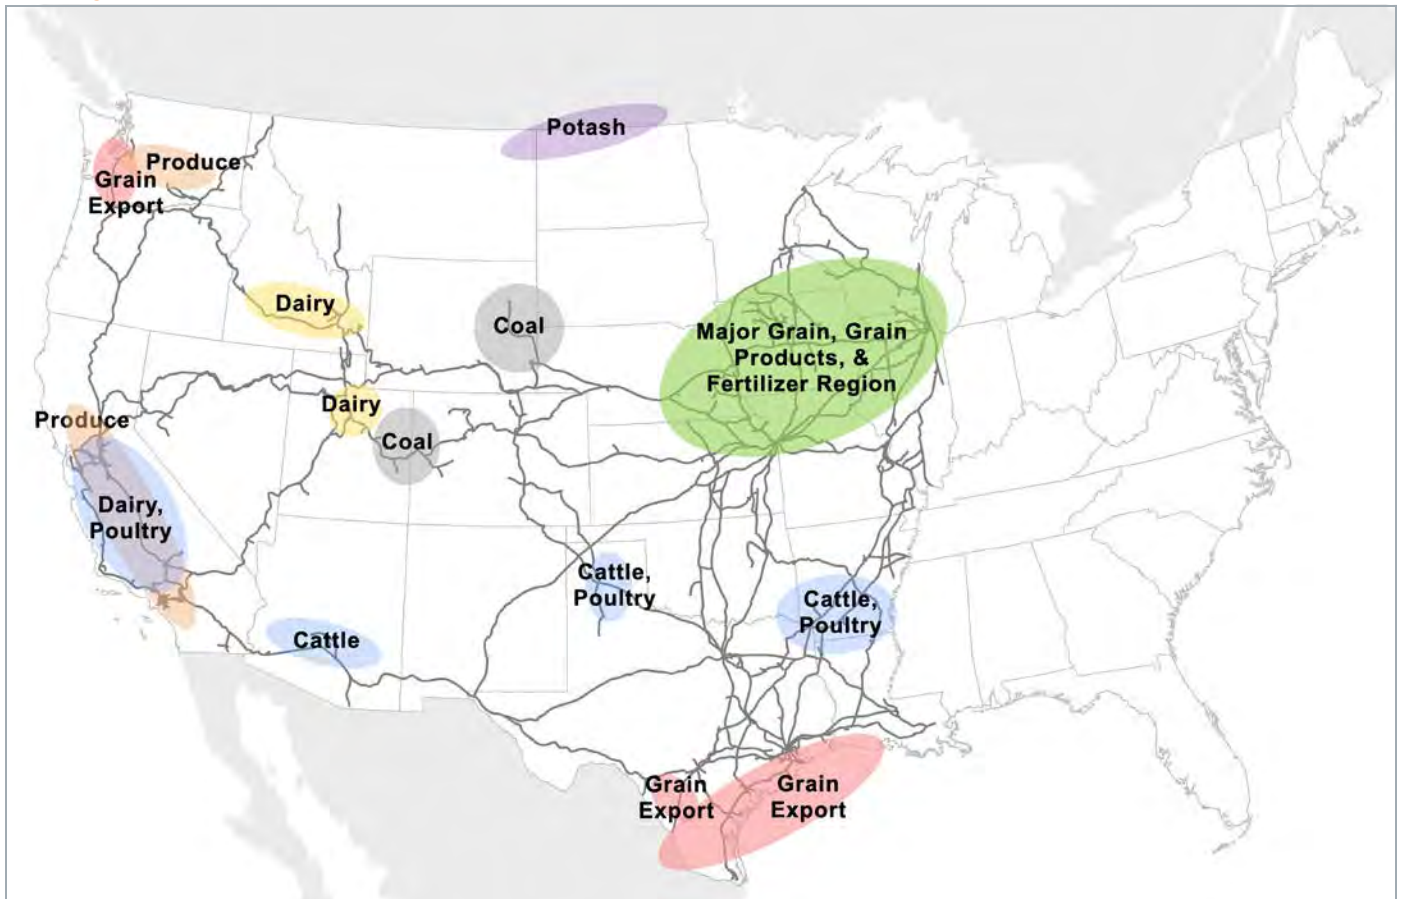 Potash
Produce
Grain
Export
Dairy
Coal
Major Grain, Grain
Products, &
Fertilizer Region
Dairy
Produce
Coal
Dairy,
Poultry
Cattle,
Poultry
Cattle,
Poultry
Cattle
Grain
Export
Grain
Export